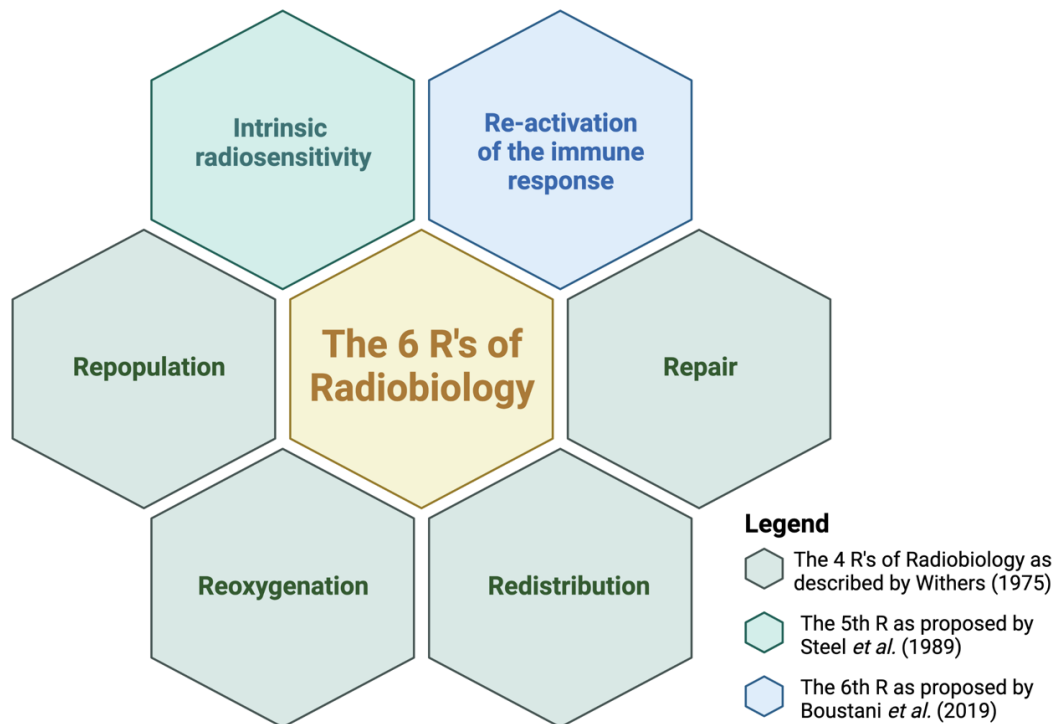 Intrinsic
radiosensitivity
Re-activation
of the immune
response
Repopulation
The 6 R's of
Radiobiology
Repair
Reoxygenation
Redistribution
Legend
The 4 R's of Radiobiology as
described by Withers (1975)
The 5th R as proposed by
Steel et al. (1989)
The 6th R as proposed by
Boustani et al. (2019)